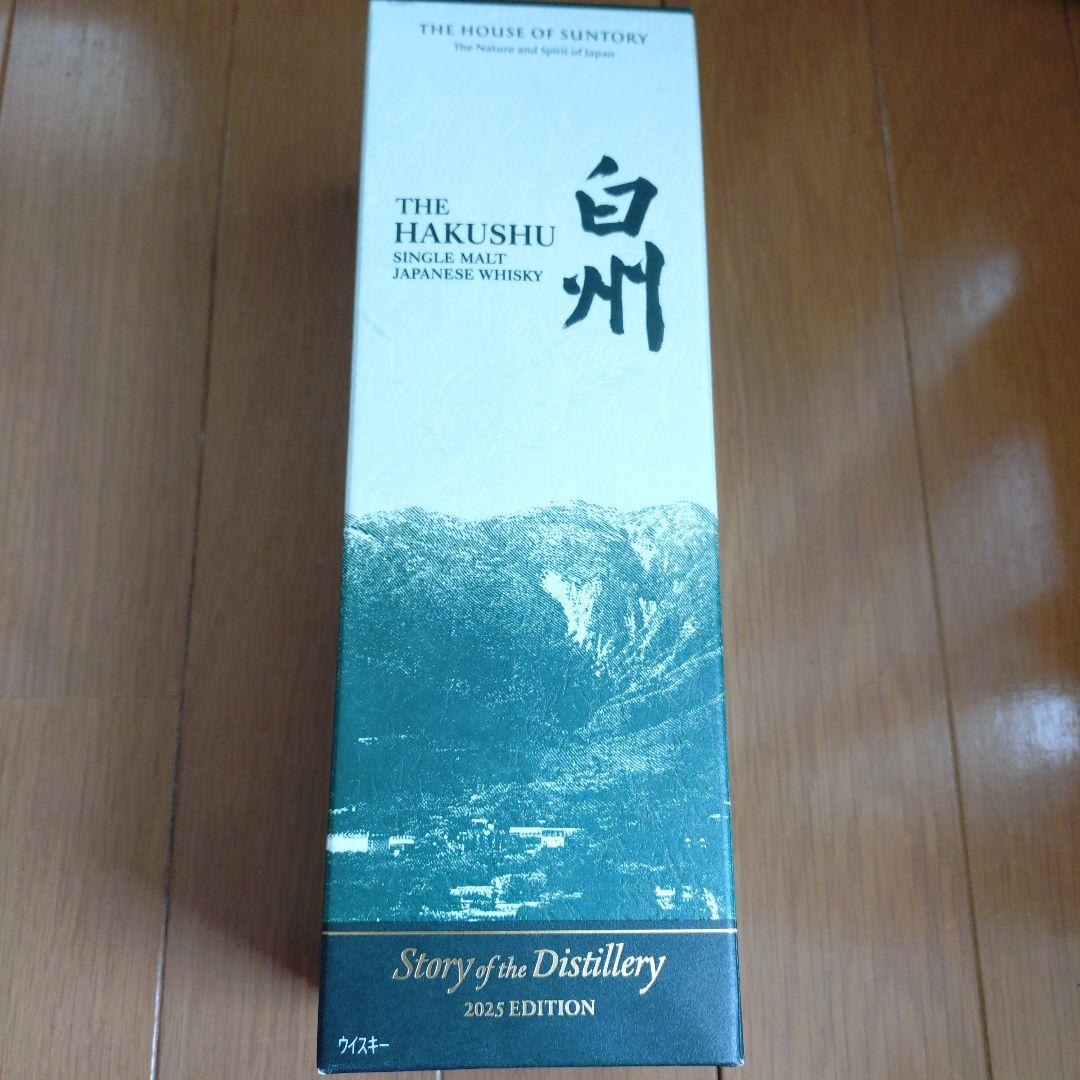 THE HOUSE OF SUNTORY
The Nature and Spirit of Japan
THE
HAKUSHU
SINGLE MALT
JAPANESE WHISKY
白州
Story of the Distillery
2025 EDITION
ウイスキー